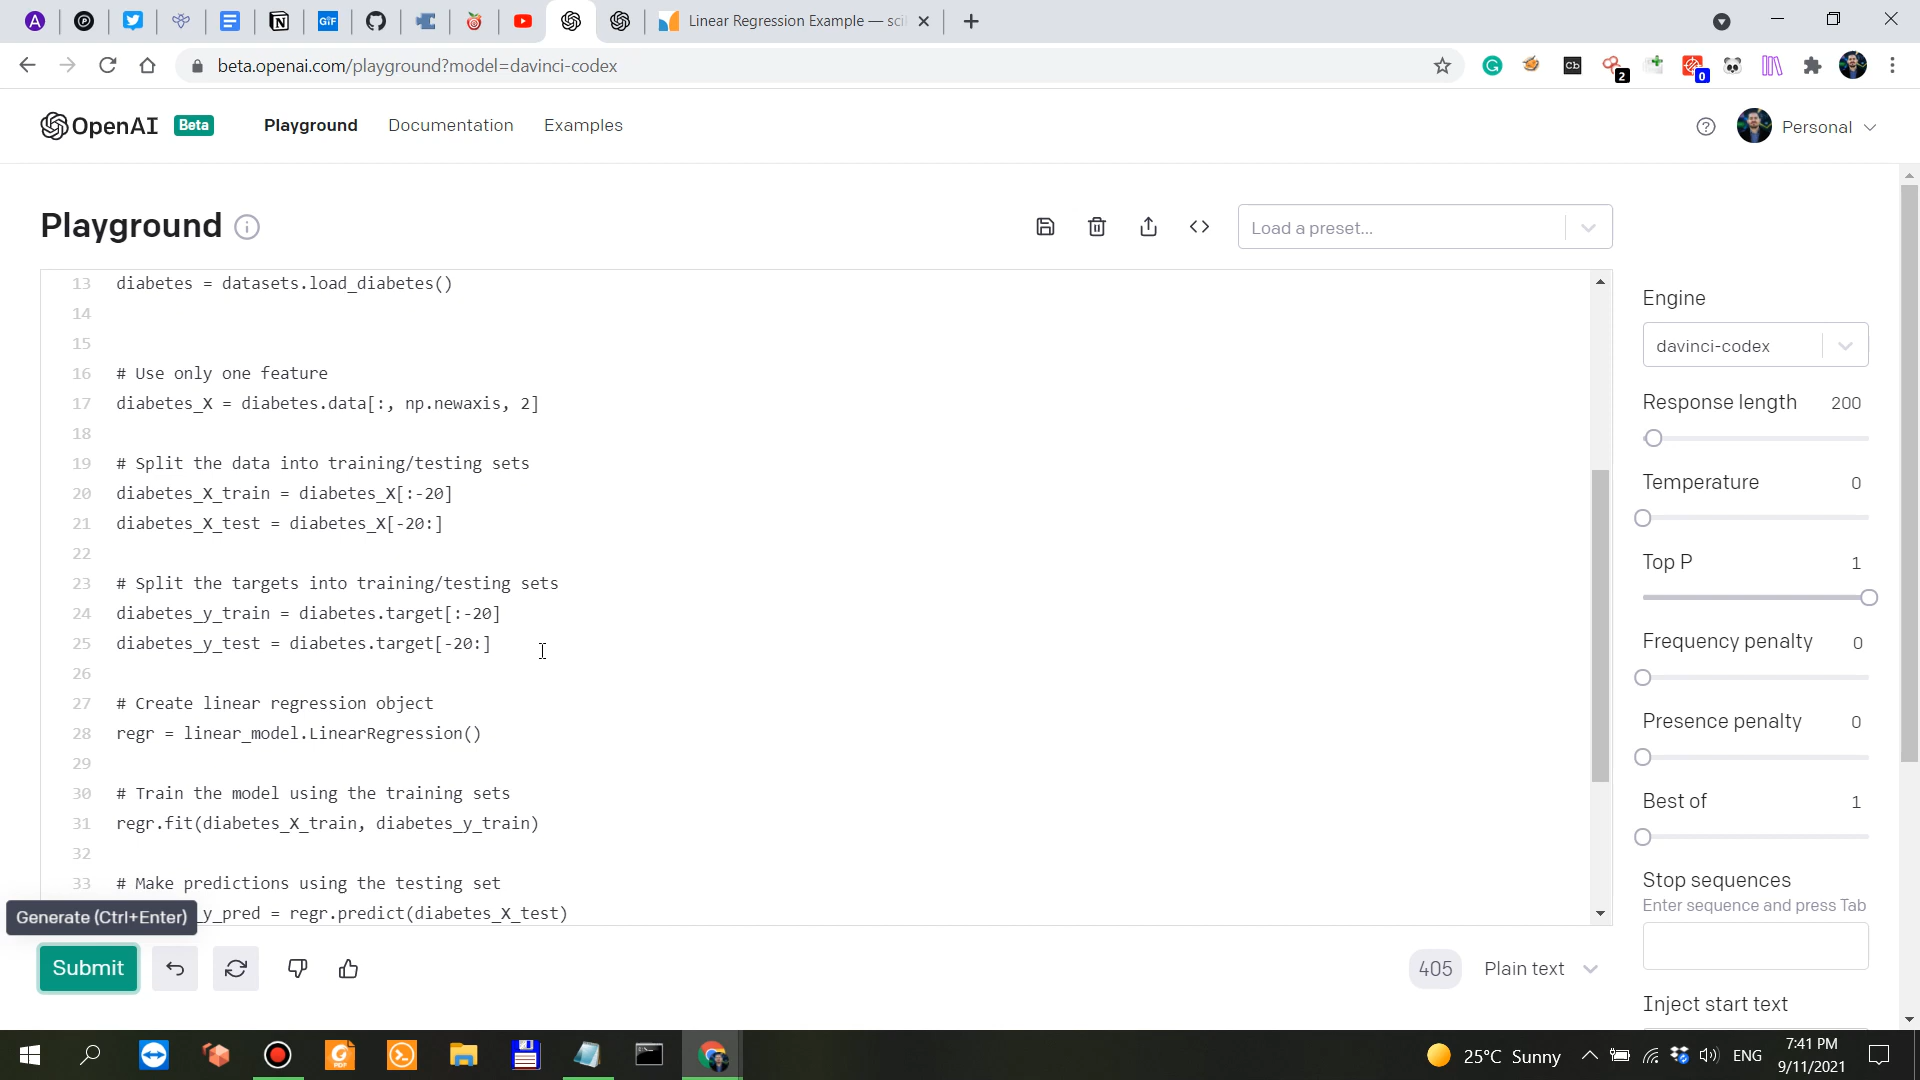 Linear Regression Example — sci
beta.openai.com/playground?model=davinci-codex
2
0
OpenAI Beta
Playground
Documentation
Examples
Personal
Playground
Load a preset...
13 diabetes = datasets.load_diabetes()
14
15
16 # Use only one feature
17 diabetes_X = diabetes.data[:, np.newaxis, 2]
18
19 # Split the data into training/testing sets
20 diabetes_X_train = diabetes_X[:-20]
21 diabetes_X_test = diabetes_X[-20:]
22
23 # Split the targets into training/testing sets
24 diabetes_y_train = diabetes.target[:-20]
25 diabetes_y_test = diabetes.target[-20:]
26
27 # Create linear regression object
28 regr = linear_model.LinearRegression()
29
30 # Train the model using the training sets
31 regr.fit(diabetes_X_train, diabetes_y_train)
32
33 # Make predictions using the testing set
_y_pred = regr.predict(diabetes_X_test)
Generate (Ctrl+Enter)
Submit
405
Plain text
Engine
davinci-codex
Response length 200
Temperature 0
Top P 1
Frequency penalty 0
Presence penalty 0
Best of 1
Stop sequences
Enter sequence and press Tab
Inject start text
25°C Sunny
ENG
7:41 PM
9/11/2021